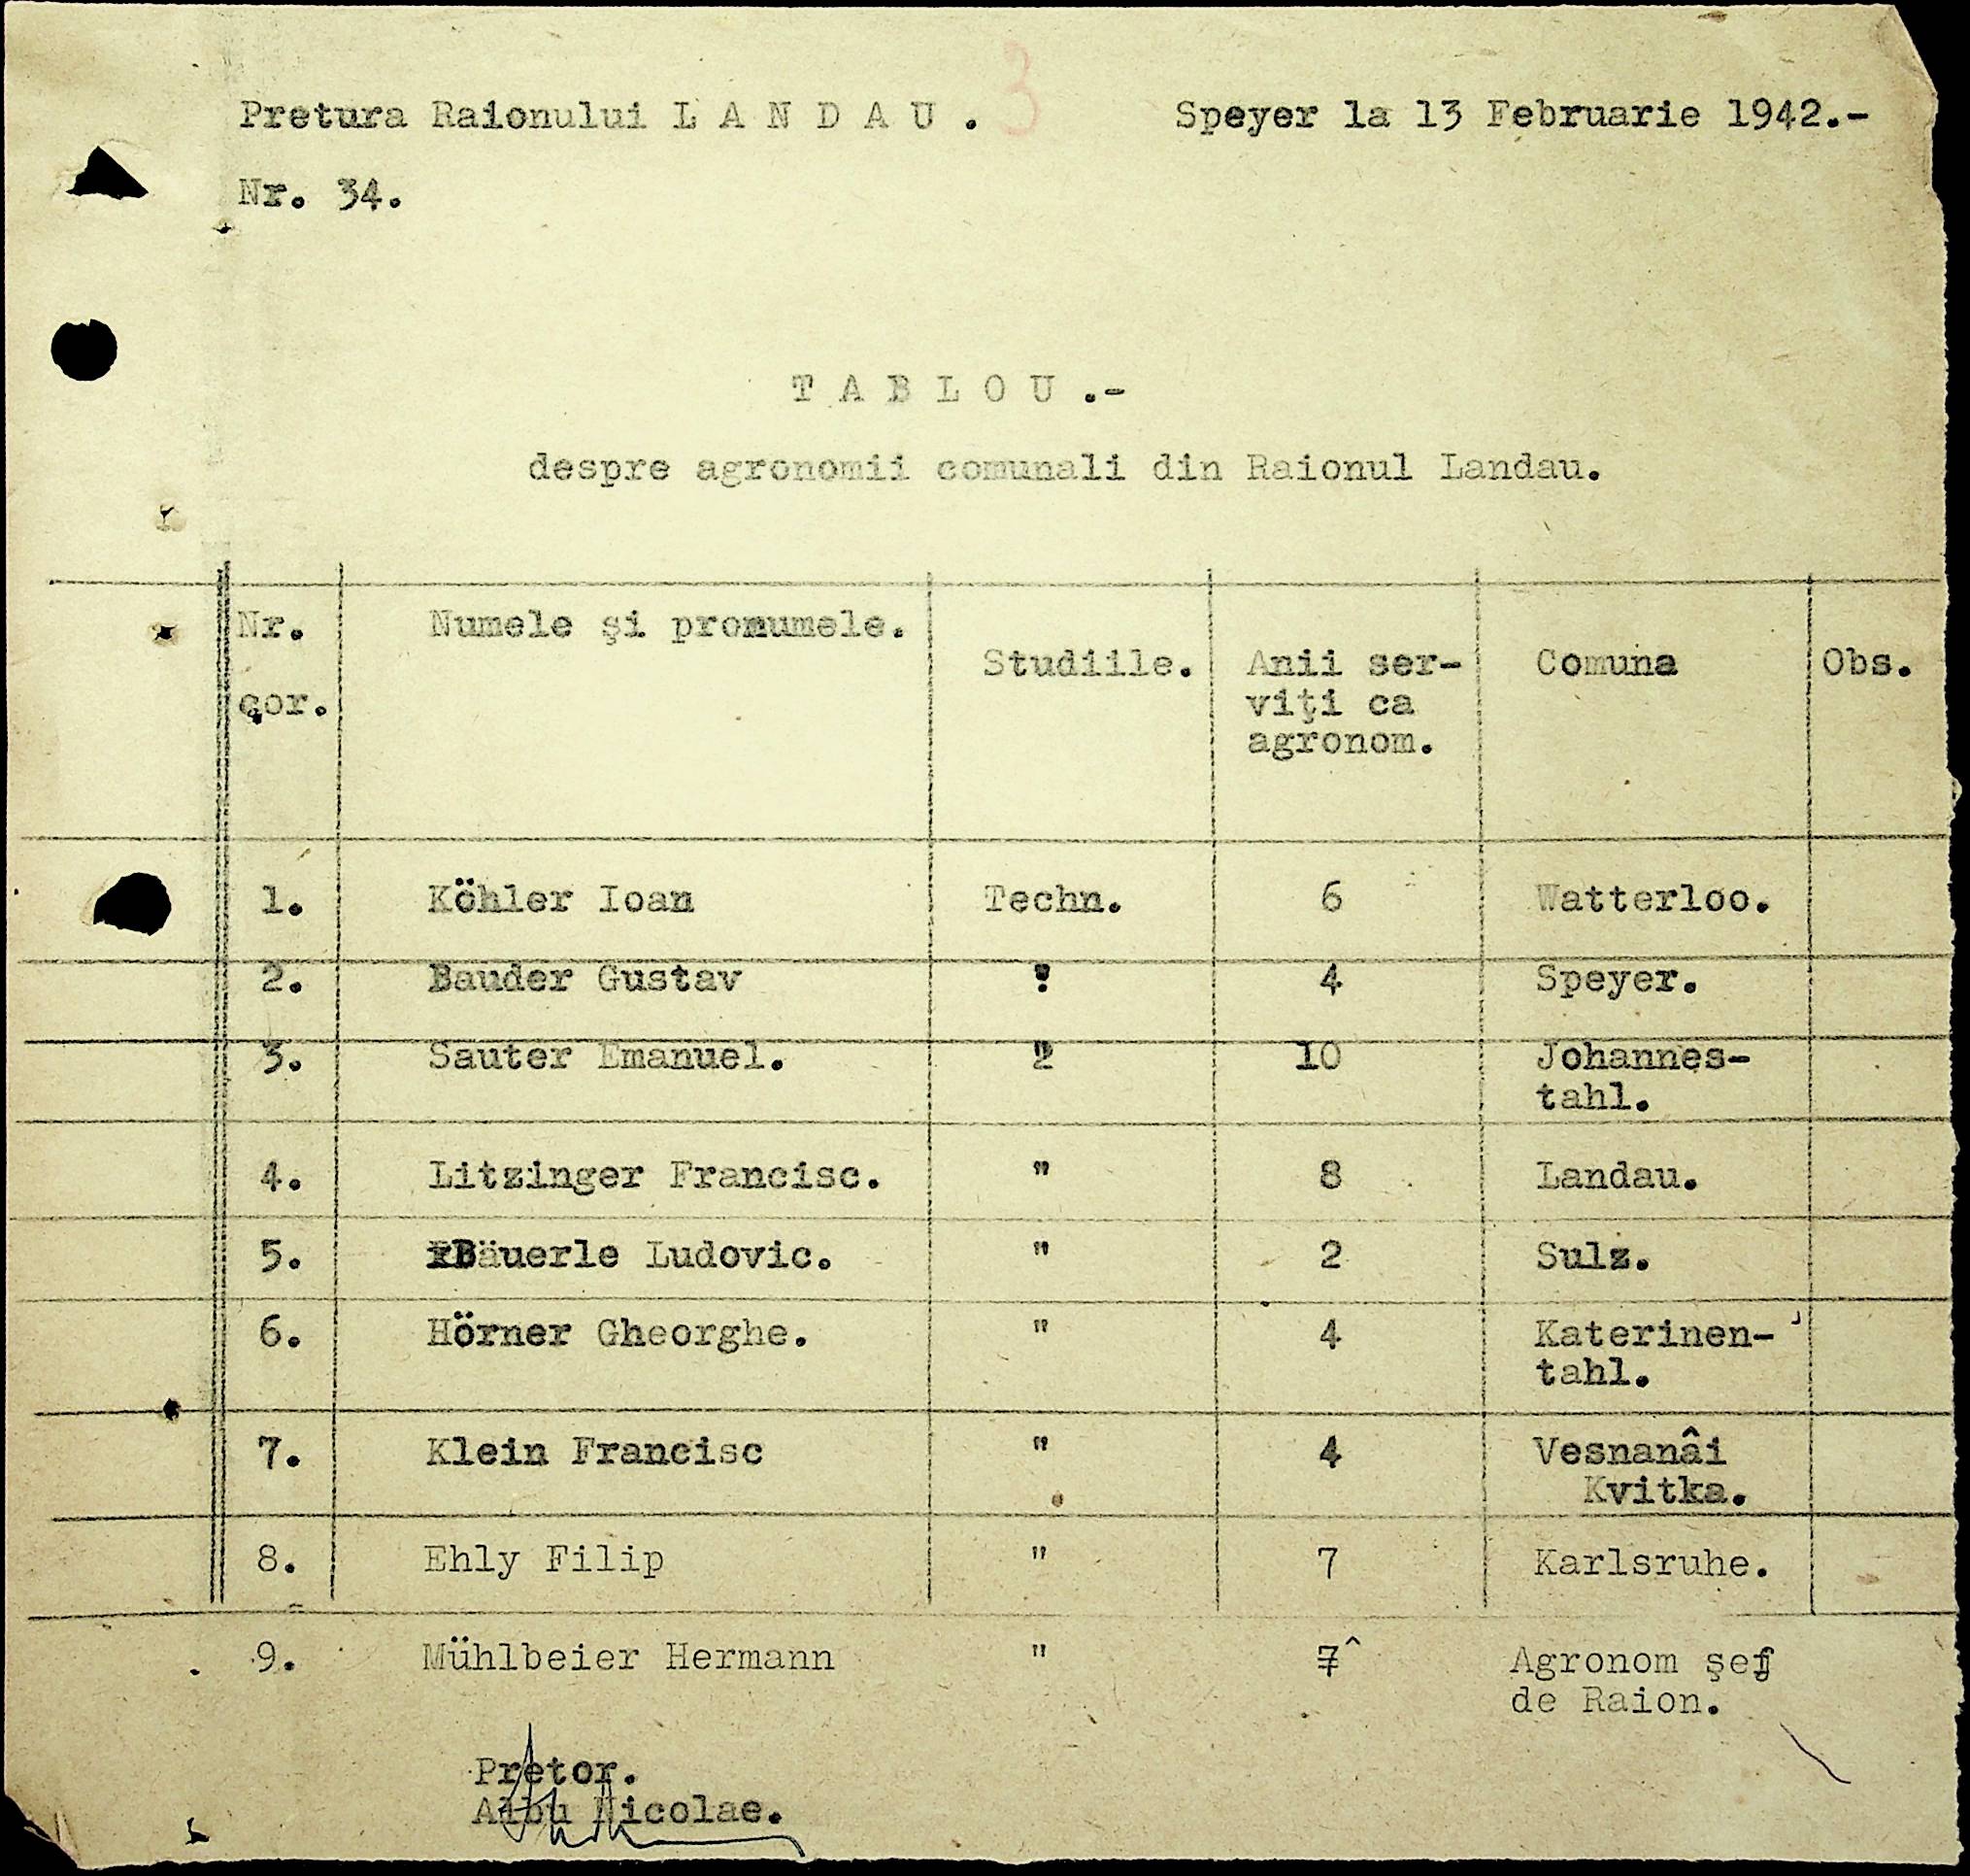 Pretura Raionului L A N D A U . 3 Speyer la 13 Februarie 1942.-
Nr. 34.
T A B L O U .-
despre agronomii comunali din Raionul Landau.
Nr. cor. Numele şi pronumele. Studiile. Anii ser- viţi ca agronom. Comuna Obs.
1. Köhler Ioan Techn. 6 Watterloo.
2. Bauder Gustav " 4 Speyer.
3. Sauter Emanuel. " 10 Johannes-
tahl.
4. Litzinger Francisc. " 8 Landau.
5. Bäuerle Ludovic. " 2 Sulz.
6. Hörner Gheorghe. " 4 Katerinen-
tahl.
7. Klein Francisc " 4 Vesnanâi
Kvitka.
8. Ehly Filip " 7 Karlsruhe.
9. Mühlbeier Hermann " 7 Agronom şef
de Raion.
Pretor.
Albu Nicolae.